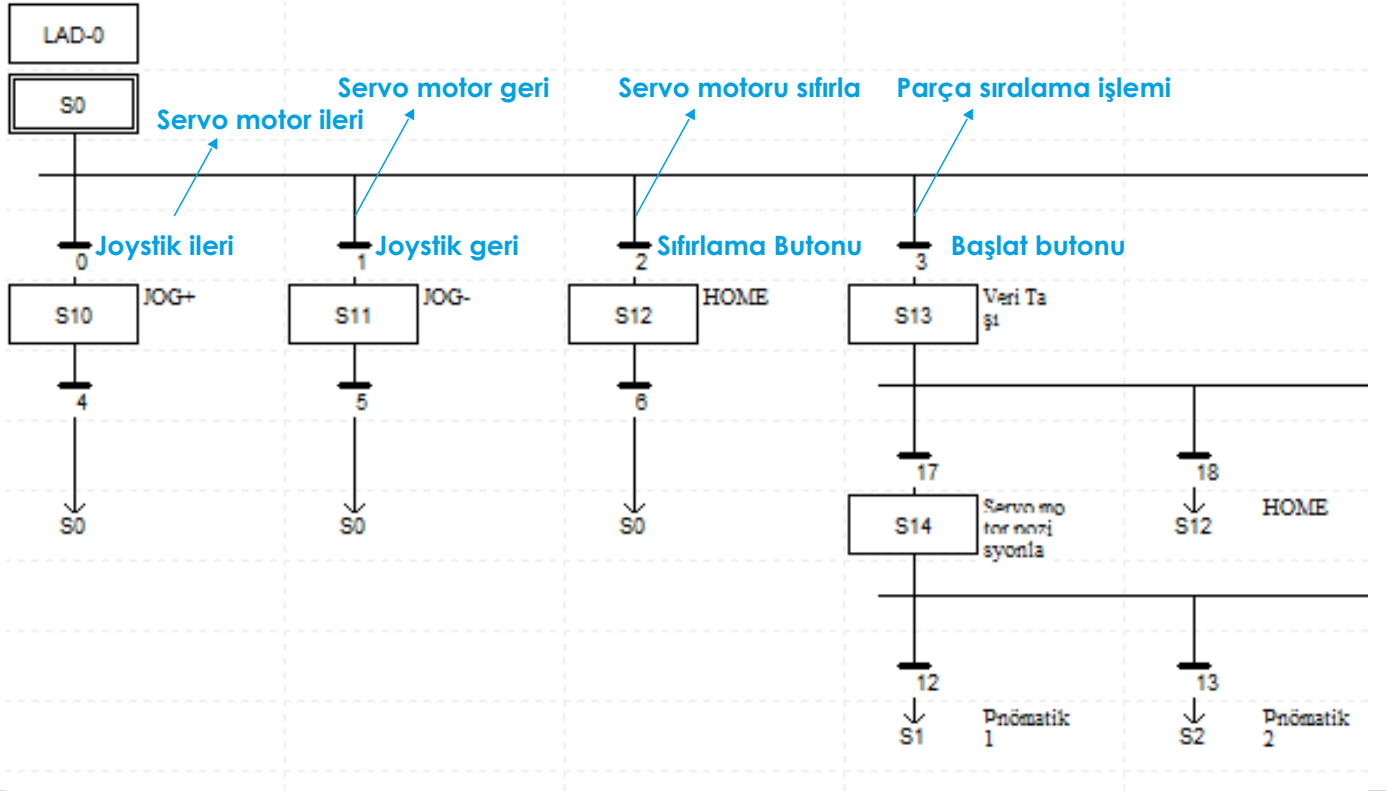 LAD-0
S0
Servo motor ileri
Servo motor geri
Servo motoru sıfırla
Parça sıralama işlemi
Joystik ileri
Joystik geri
Sıfırlama Butonu
Başlat butonu
0
1
2
3
S10
JOG+
S11
JOG-
S12
HOME
S13
Veri Ta
şı
4
5
6
17
18
S0
S0
S0
S14
Servo mo
tor pozi
syonla
S12
HOME
12
13
S1
Pnömatik
1
S2
Pnömatik
2